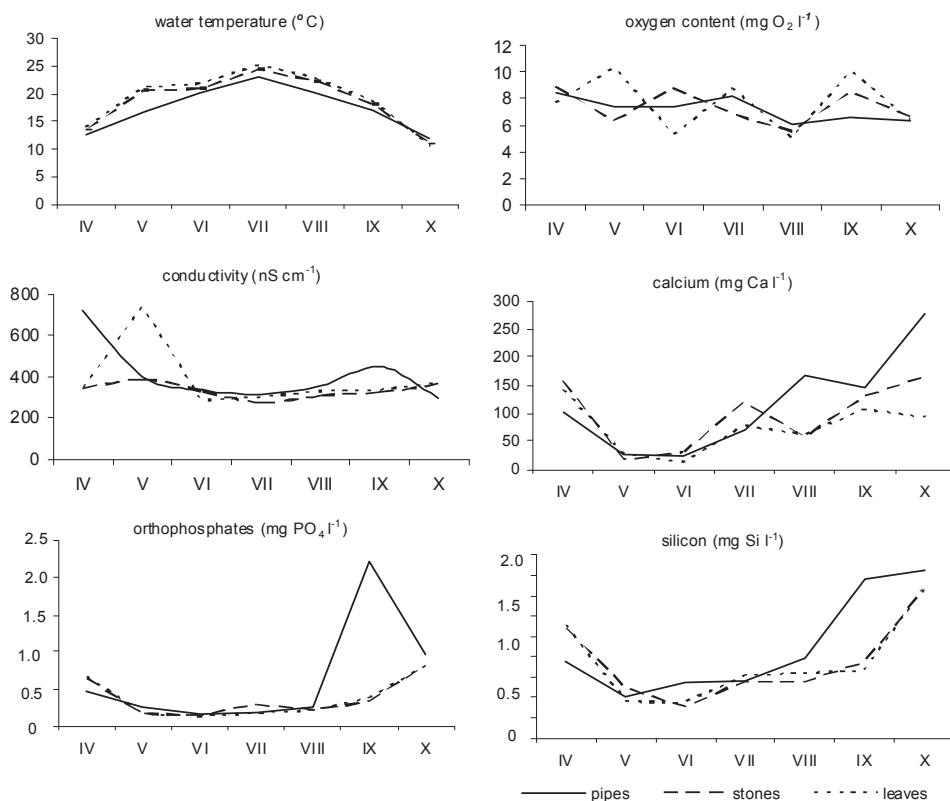 water temperature (°C)
30
25
20
15
10
5
0
IV V VI VII VIII IX X
oxygen content (mg O₂ l⁻¹)
12
10
8
6
4
2
0
IV V VI VII VIII IX X
conductivity (nS cm⁻¹)
800
600
400
300
0
IV V VI VII VIII IX X
calcium (mg Ca l⁻¹)
300
250
200
150
100
50
0
IV V VI VII VIII IX X
orthophosphates (mg PO₄ l⁻¹)
2.5
2.0
1.5
1.0
0.5
0
IV V VI VII VIII IX X
silicon (mg Si l⁻¹)
2.0
1.5
1.0
0.5
0
IV V VI VII VIII IX X
pipes stones leaves